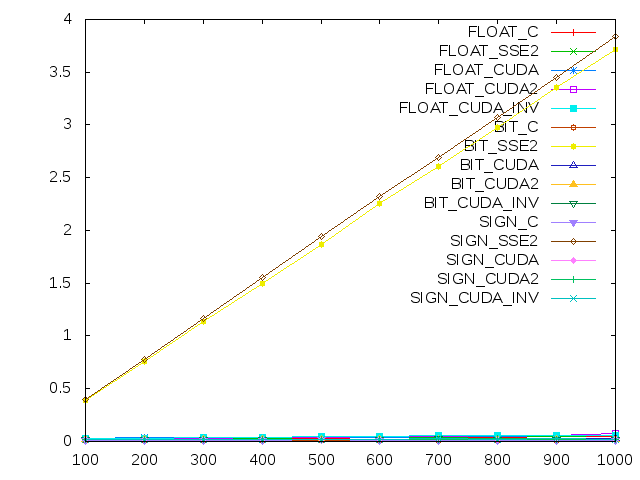 4
3.5
3
2.5
2
1.5
1
0.5
0
100 200 300 400 500 600 700 800 900 1000
FLOAT_C
FLOAT_SSE2
FLOAT_CUDA
FLOAT_CUDA2
FLOAT_CUDA_INV
BIT_C
BIT_SSE2
BIT_CUDA
BIT_CUDA2
BIT_CUDA_INV
SIGN_C
SIGN_SSE2
SIGN_CUDA
SIGN_CUDA2
SIGN_CUDA_INV